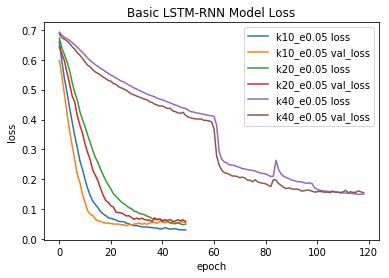 Basic LSTM-RNN Model Loss
0.7
0.6
0.5
0.4
0.3
0.2
0.1
0.0
loss
0
20
40
60
80
100
120
epoch
k10_e0.05 loss
k10_e0.05 val_loss
k20_e0.05 loss
k20_e0.05 val_loss
k40_e0.05 loss
k40_e0.05 val_loss